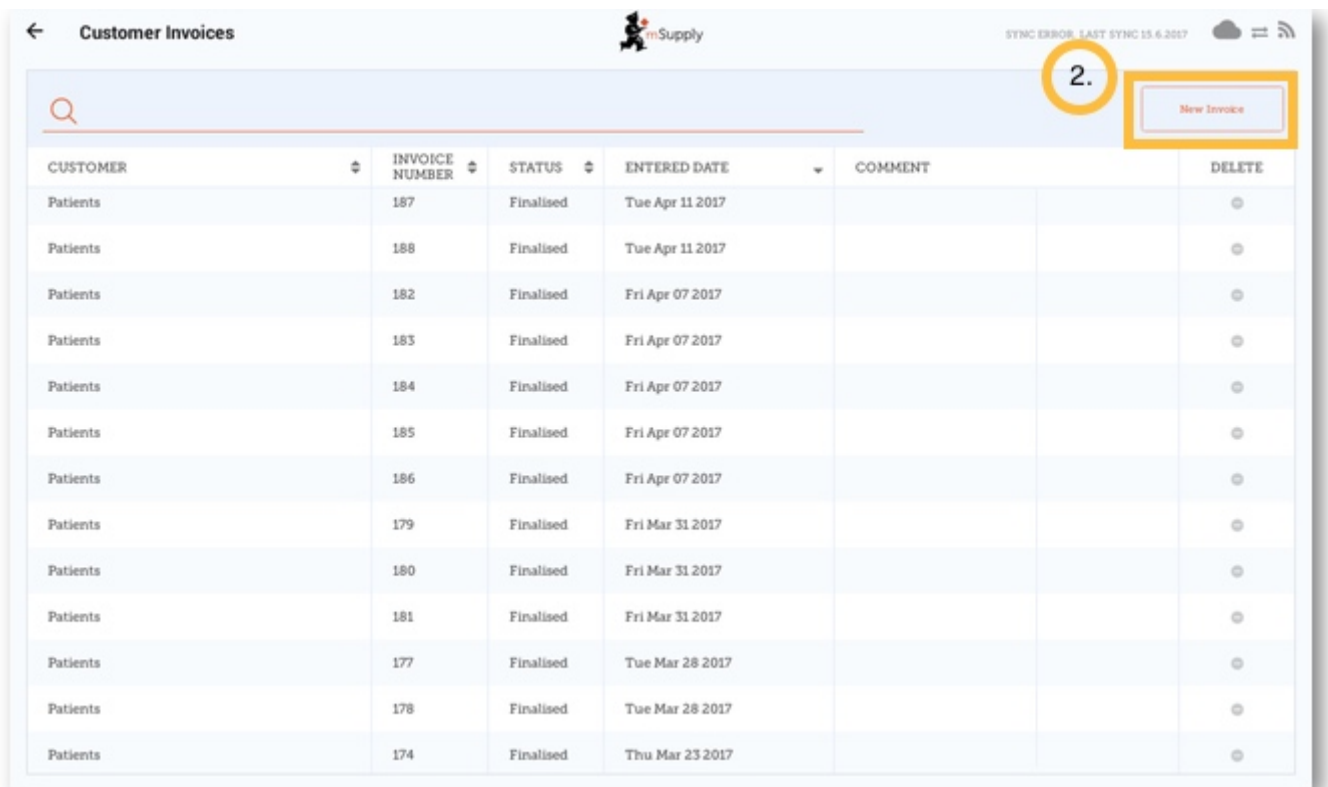 Customer Invoices
mSupply
SYNC ERROR. LAST SYNC 15.6.2017
2.
New Invoice
CUSTOMER INVOICE NUMBER STATUS ENTERED DATE COMMENT DELETE
Patients 187 Finalised Tue Apr 11 2017
Patients 188 Finalised Tue Apr 11 2017
Patients 182 Finalised Fri Apr 07 2017
Patients 183 Finalised Fri Apr 07 2017
Patients 184 Finalised Fri Apr 07 2017
Patients 185 Finalised Fri Apr 07 2017
Patients 186 Finalised Fri Apr 07 2017
Patients 179 Finalised Fri Mar 31 2017
Patients 180 Finalised Fri Mar 31 2017
Patients 181 Finalised Fri Mar 31 2017
Patients 177 Finalised Tue Mar 28 2017
Patients 178 Finalised Tue Mar 28 2017
Patients 174 Finalised Thu Mar 23 2017